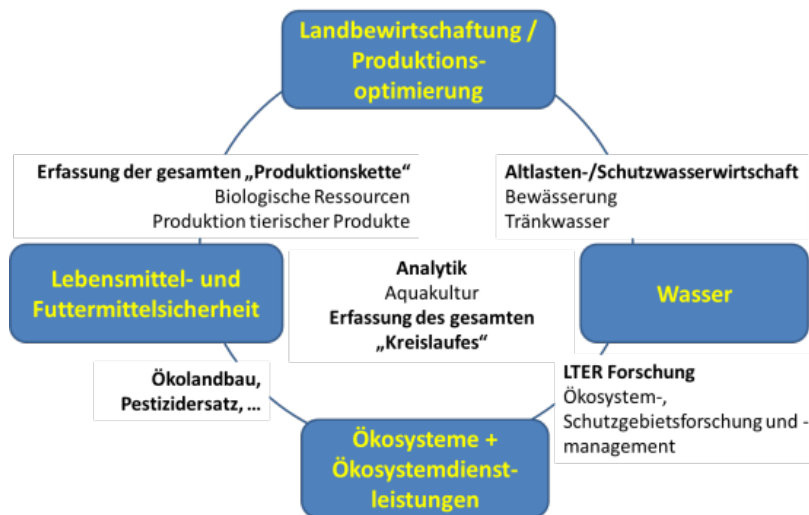 Landbewirtschaftung /
Produktions-
optimierung
Erfassung der gesamten „Produktionskette“
Biologische Ressourcen
Produktion tierischer Produkte
Altlasten-/Schutzwasserwirtschaft
Bewässerung
Tränkwasser
Lebensmittel- und
Futtermittelsicherheit
Analytik
Aquakultur
Erfassung des gesamten
„Kreislaufes“
Wasser
Ökolandbau,
Pestizidersatz, ...
LTER Forschung
Ökosystem-,
Schutzgebietsforschung und -
management
Ökosysteme +
Ökosystemdienst-
leistungen